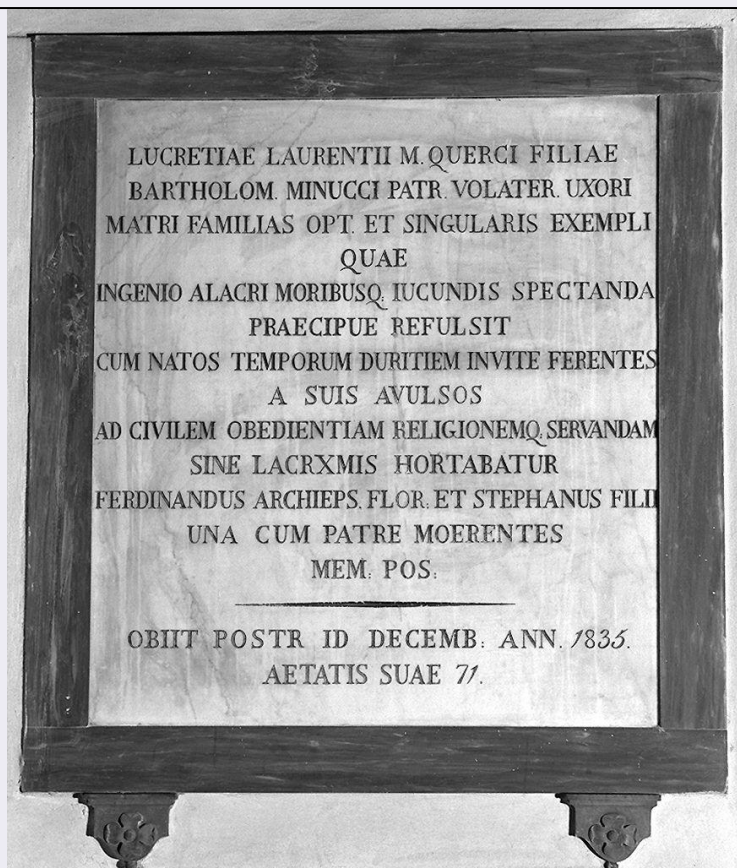 LUCRETIAE LAURENTII M. QUERCI FILIAE
BARTHOLOM. MINUCCI PATR. VOLATER. UXORI
MATRI FAMILIAS OPT. ET SINGULARIS EXEMPLI
QUAE
INGENIO ALACRI MORIBUSQ. IUCUNDIS SPECTANDA
PRAECIPUE REFULSIT
CUM NATOS TEMPORUM DURITIEM INVITE FERENTES
A SUIS AVULSOS
AD CIVILEM OBEDIENTIAM RELIGIONEMQ. SERVANDAM
SINE LACRXMIS HORTABATUR
FERDINANDUS ARCHIEPS. FLOR: ET STEPHANUS FILII
UNA CUM PATRE MOERENTES
MEM: POS:
OBIIT POSTR ID DECEMB: ANN. 1835.
AETATIS SUAE 71.